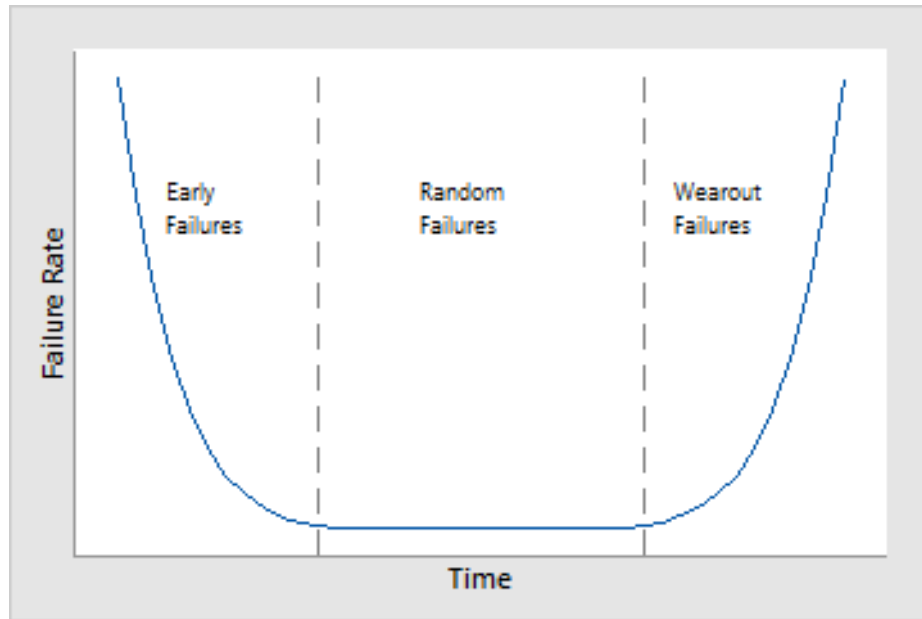 Early
Failures
Random
Failures
Wearout
Failures
Failure Rate
Time